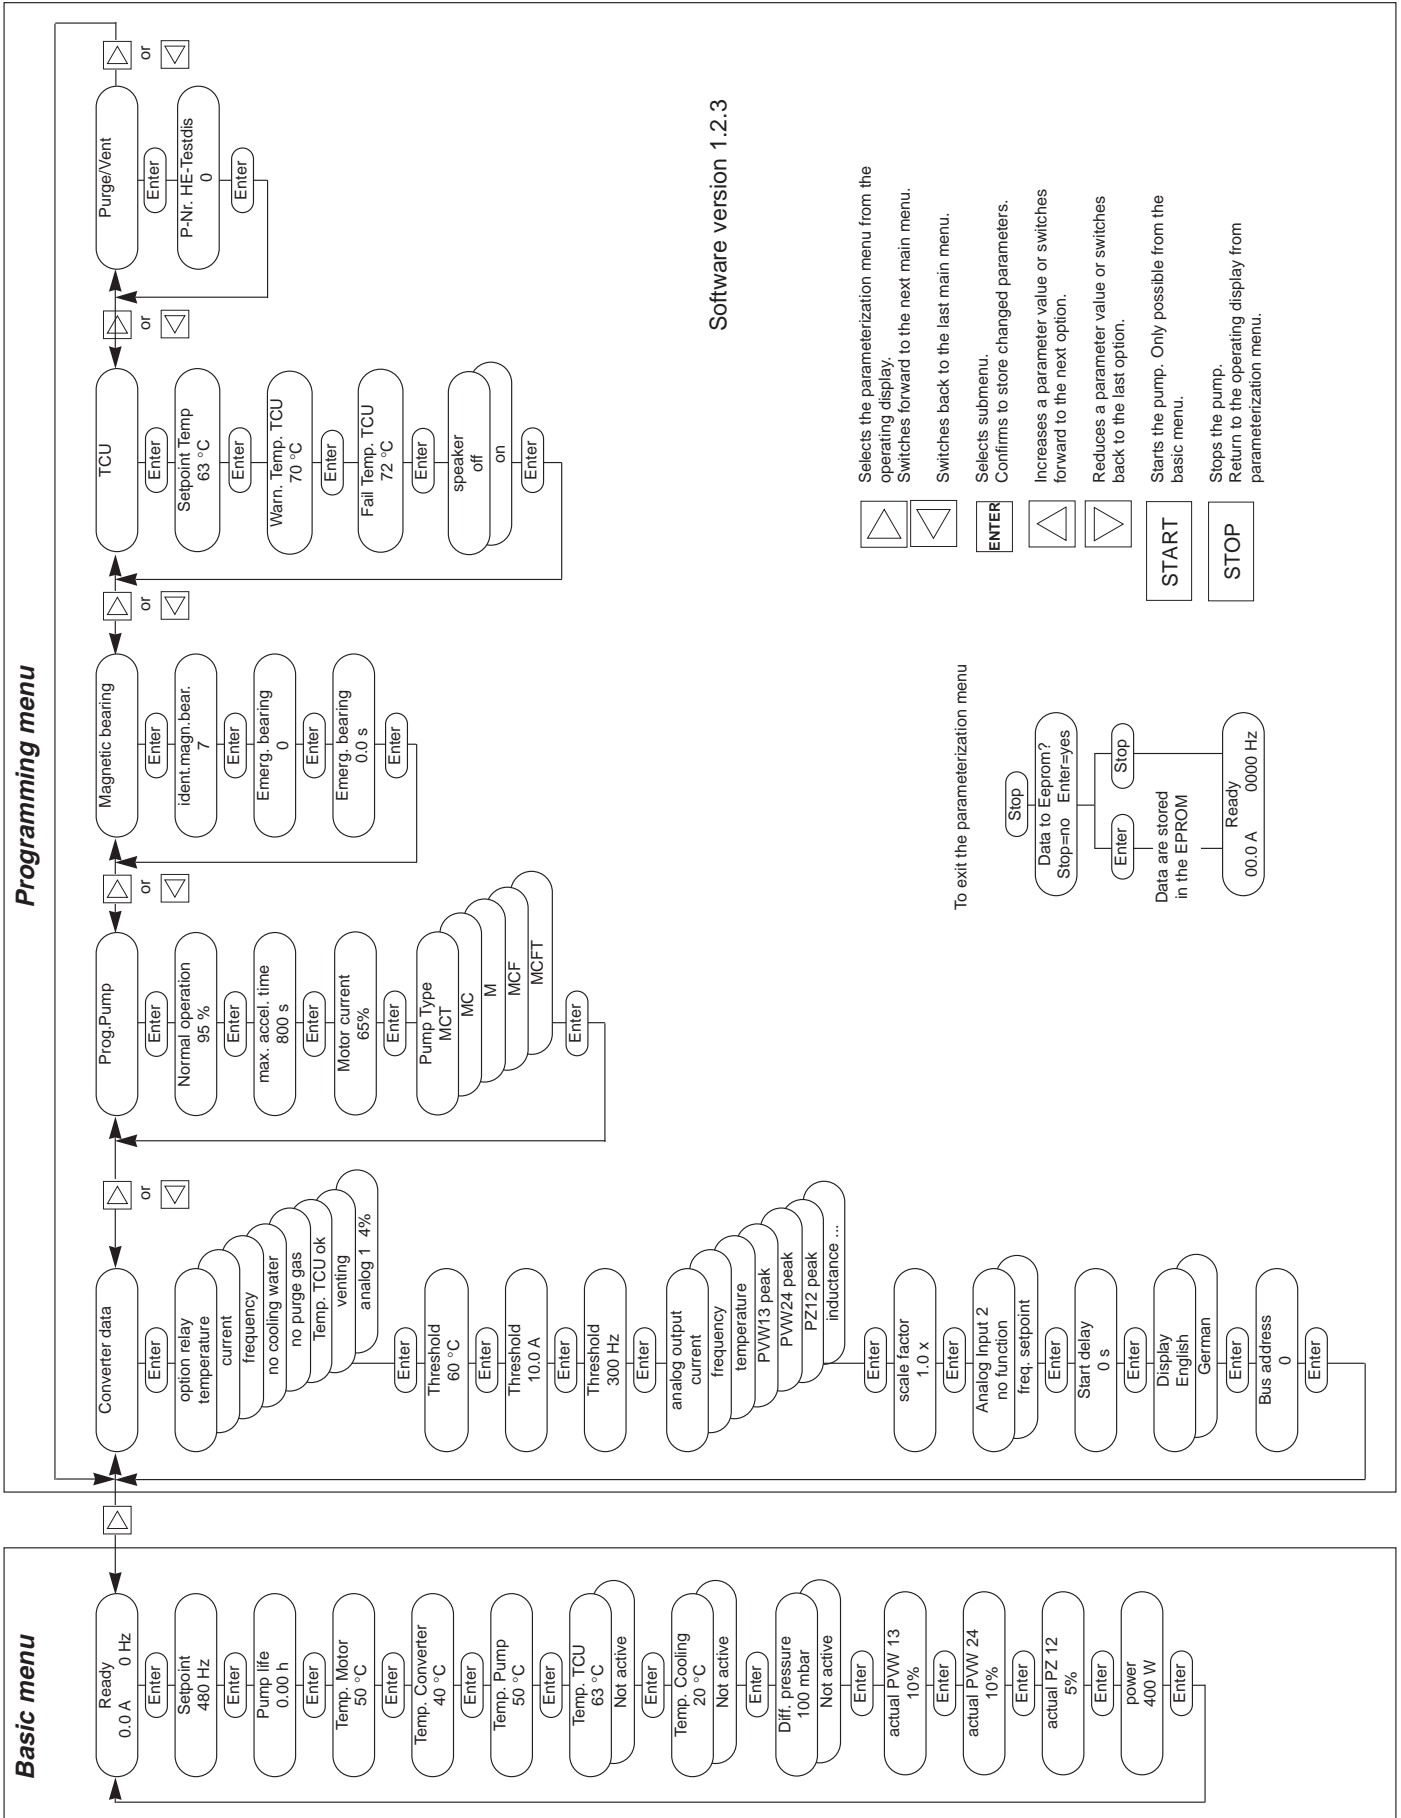 Basic menu
Ready
0.0 A 0 Hz
Enter
Setpoint
480 Hz
Enter
Pump life
0.00 h
Enter
Temp. Motor
50 °C
Enter
Temp. Converter
40 °C
Enter
Temp. Pump
50 °C
Enter
Temp. TCU
63 °C
Not active
Enter
Temp. Cooling
20 °C
Not active
Enter
Diff. pressure
100 mbar
Not active
Enter
actual PVW 13
10%
Enter
actual PVW 24
10%
Enter
actual PZ 12
5%
Enter
power
400 W
Enter
Programming menu
Converter data
Enter
option relay
temperature
current
frequency
no cooling water
no purge gas
Temp. TCU ok
venting
analog 1 4%
Enter
Threshold
60 °C
Enter
Threshold
10.0 A
Enter
Threshold
300 Hz
Enter
analog output
current
frequency
temperature
PVW13 peak
PVW24 peak
PZ12 peak
inductance ...
Enter
scale factor
1.0 x
Enter
Analog Input 2
no function
freq. setpoint
Enter
Start delay
0 s
Enter
Display
English
German
Enter
Bus address
0
Enter
or
Prog.Pump
Enter
Normal operation
95 %
Enter
max. accel. time
800 s
Enter
Motor current
65%
Enter
Pump Type
MCT
MC
M
MCF
MCFT
Enter
or
Magnetic bearing
Enter
ident.magn.bear.
7
Enter
Emerg. bearing
0
Enter
Emerg. bearing
0.0 s
Enter
or
TCU
Enter
Setpoint Temp
63 °C
Enter
Warn. Temp. TCU
70 °C
Enter
Fail Temp. TCU
72 °C
Enter
speaker
off
on
Enter
or
Purge/Vent
Enter
P-Nr. HE-Testdis
0
Enter
or
Software version 1.2.3
To exit the parameterization menu
Stop
Data to Eeprom?
Stop=no Enter=yes
Enter
Stop
Data are stored
in the EPROM
Ready
00.0 A 0000 Hz
Selects the parameterization menu from the
operating display.
Switches forward to the next main menu.
Switches back to the last main menu.
ENTER
Selects submenu.
Confirms to store changed parameters.
Increases a parameter value or switches
forward to the next option.
Reduces a parameter value or switches
back to the last option.
START
Starts the pump. Only possible from the
basic menu.
STOP
Stops the pump.
Return to the operating display from
parameterization menu.